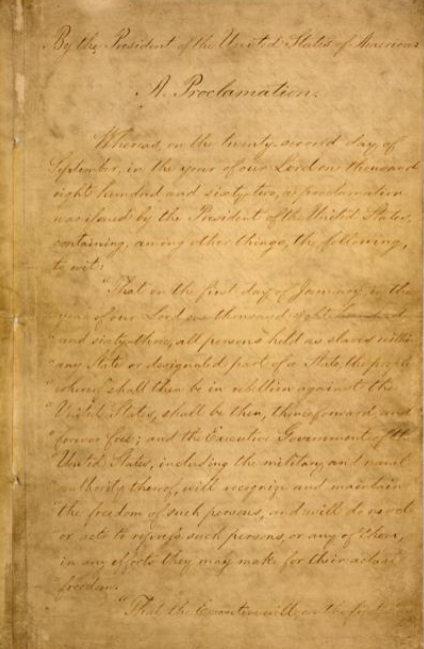 By the President of the United States of America:
A Proclamation.
Whereas, on the twenty-second day of
September, in the year of our Lord one thousand
eight hundred and sixty-two, a proclamation
was issued by the President of the United States,
containing, among other things, the following,
to wit:
"That on the first day of January, in the
"year of our Lord one thousand eight hundred
"and sixty-three, all persons held as slaves within
"any State or designated part of a State, the people
"whereof shall then be in rebellion against the
"United States, shall be then, thenceforward, and
"forever free; and the Executive Government of the
"United States, including the military and naval
"authority thereof, will recognize and maintain
"the freedom of such persons, and will do no act
"or acts to repress such persons, or any of them,
"in any efforts they may make for their actual
"freedom.
"That the Executive will, on the first